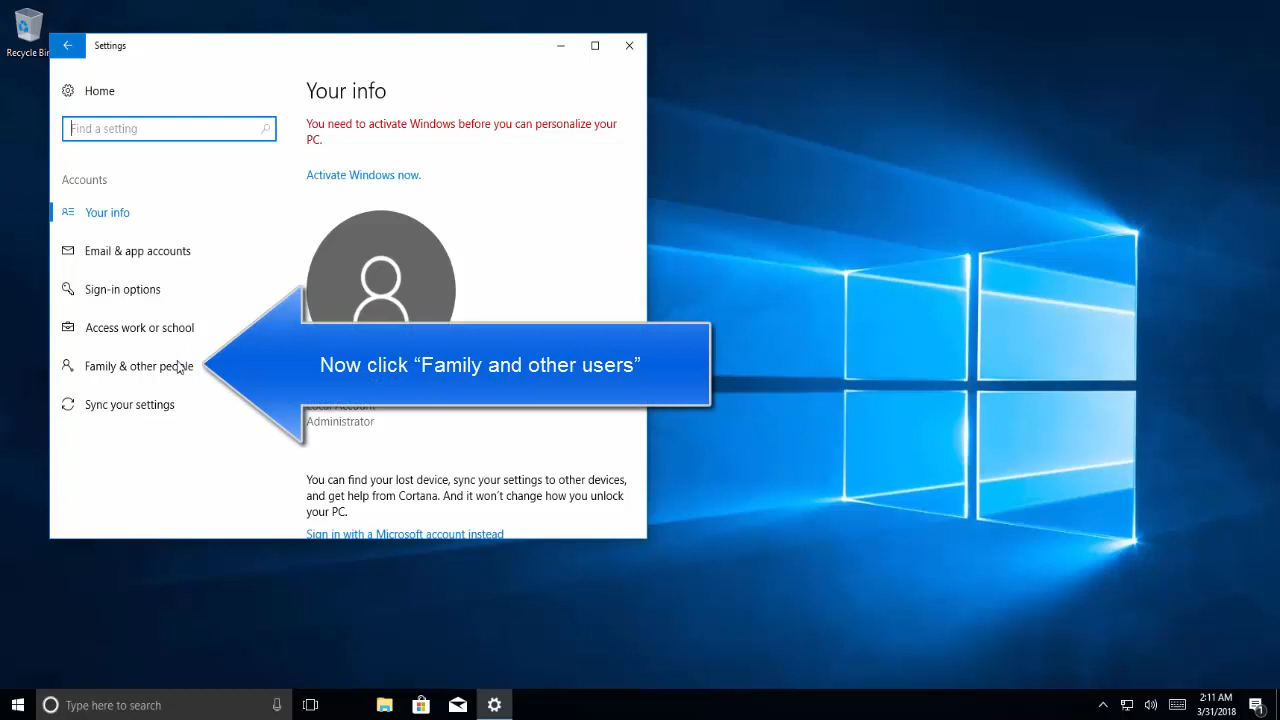 Recycle Bin
Settings
Home
Find a setting
Accounts
Your info
Email & app accounts
Sign-in options
Access work or school
Family & other people
Sync your settings
Your info
You need to activate Windows before you can personalize your
PC.
Activate Windows now.
Now click “Family and other users”
Local Account
Administrator
You can find your lost device, sync your settings to other devices,
and get help from Cortana. And it won't change how you unlock
your PC.
Sign in with a Microsoft account instead
Type here to search
2:11 AM
3/31/2018
1